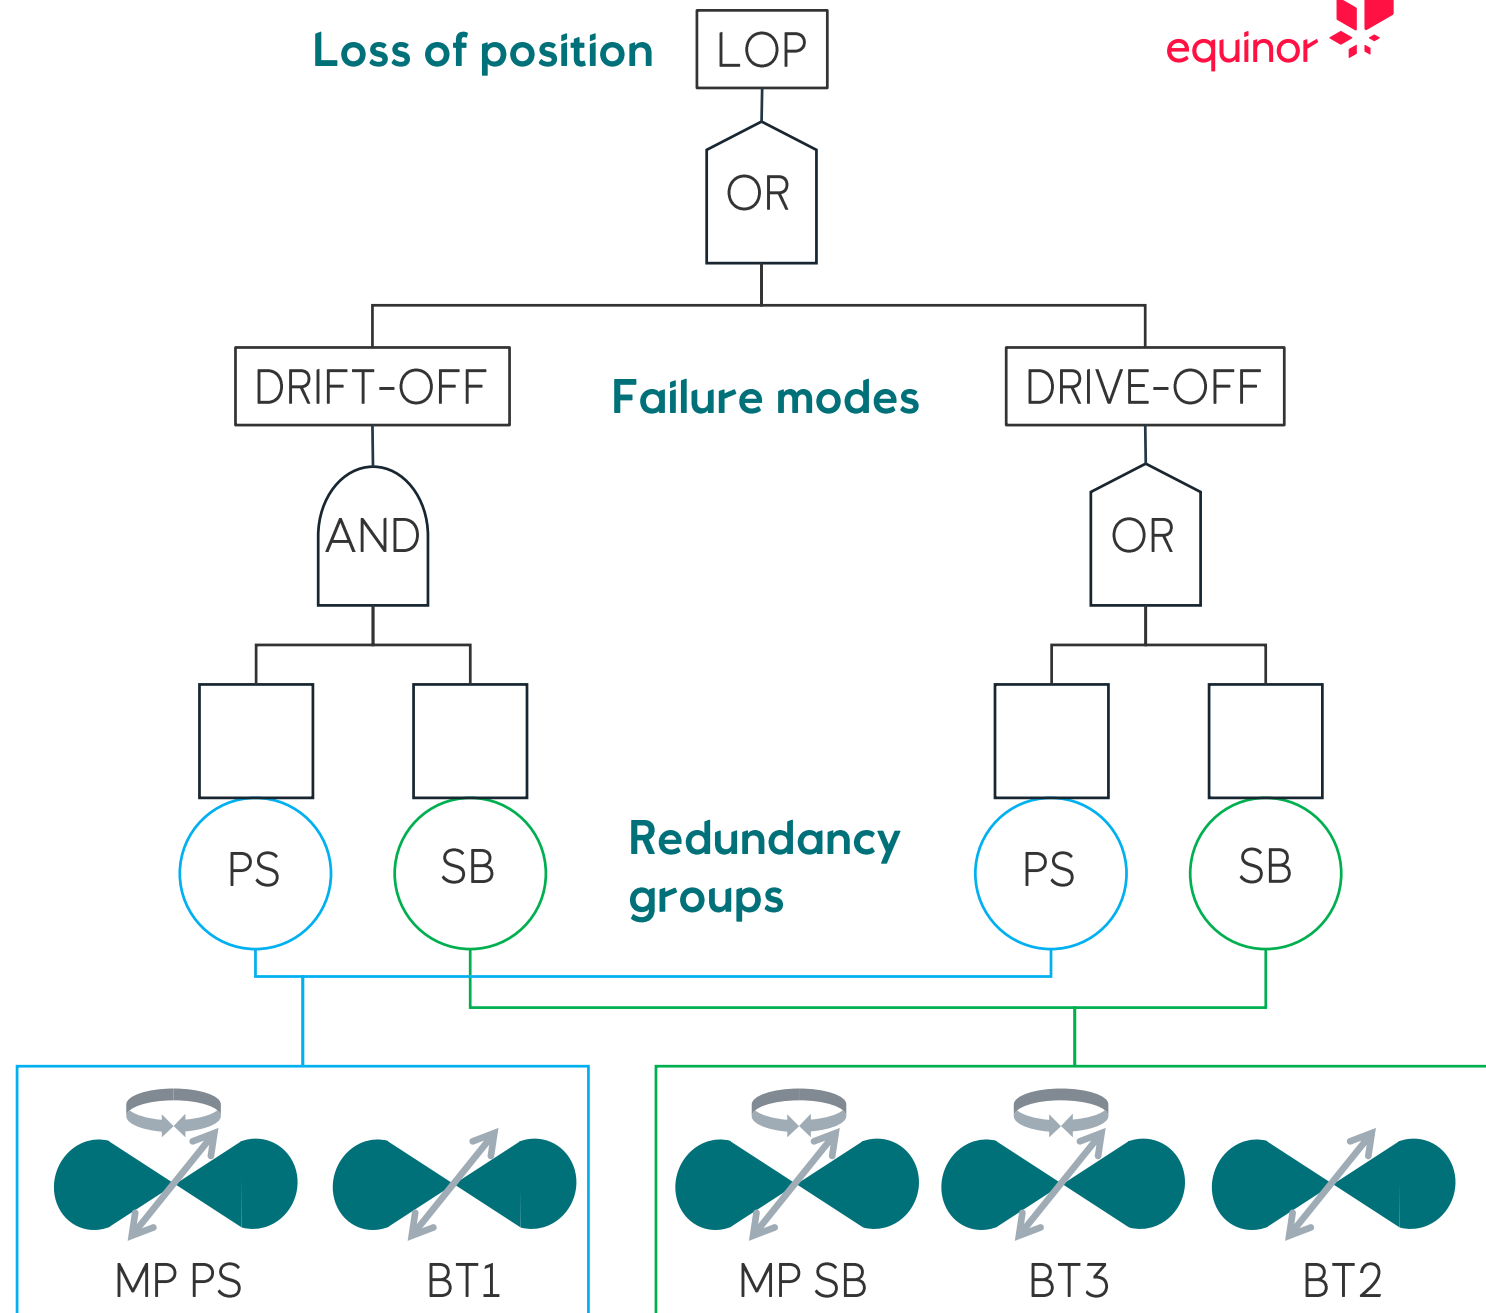 Loss of position
LOP
equinor
OR
DRIFT-OFF
Failure modes
DRIVE-OFF
AND
OR
PS
SB
Redundancy
groups
PS
SB
MP PS
BT1
MP SB
BT3
BT2